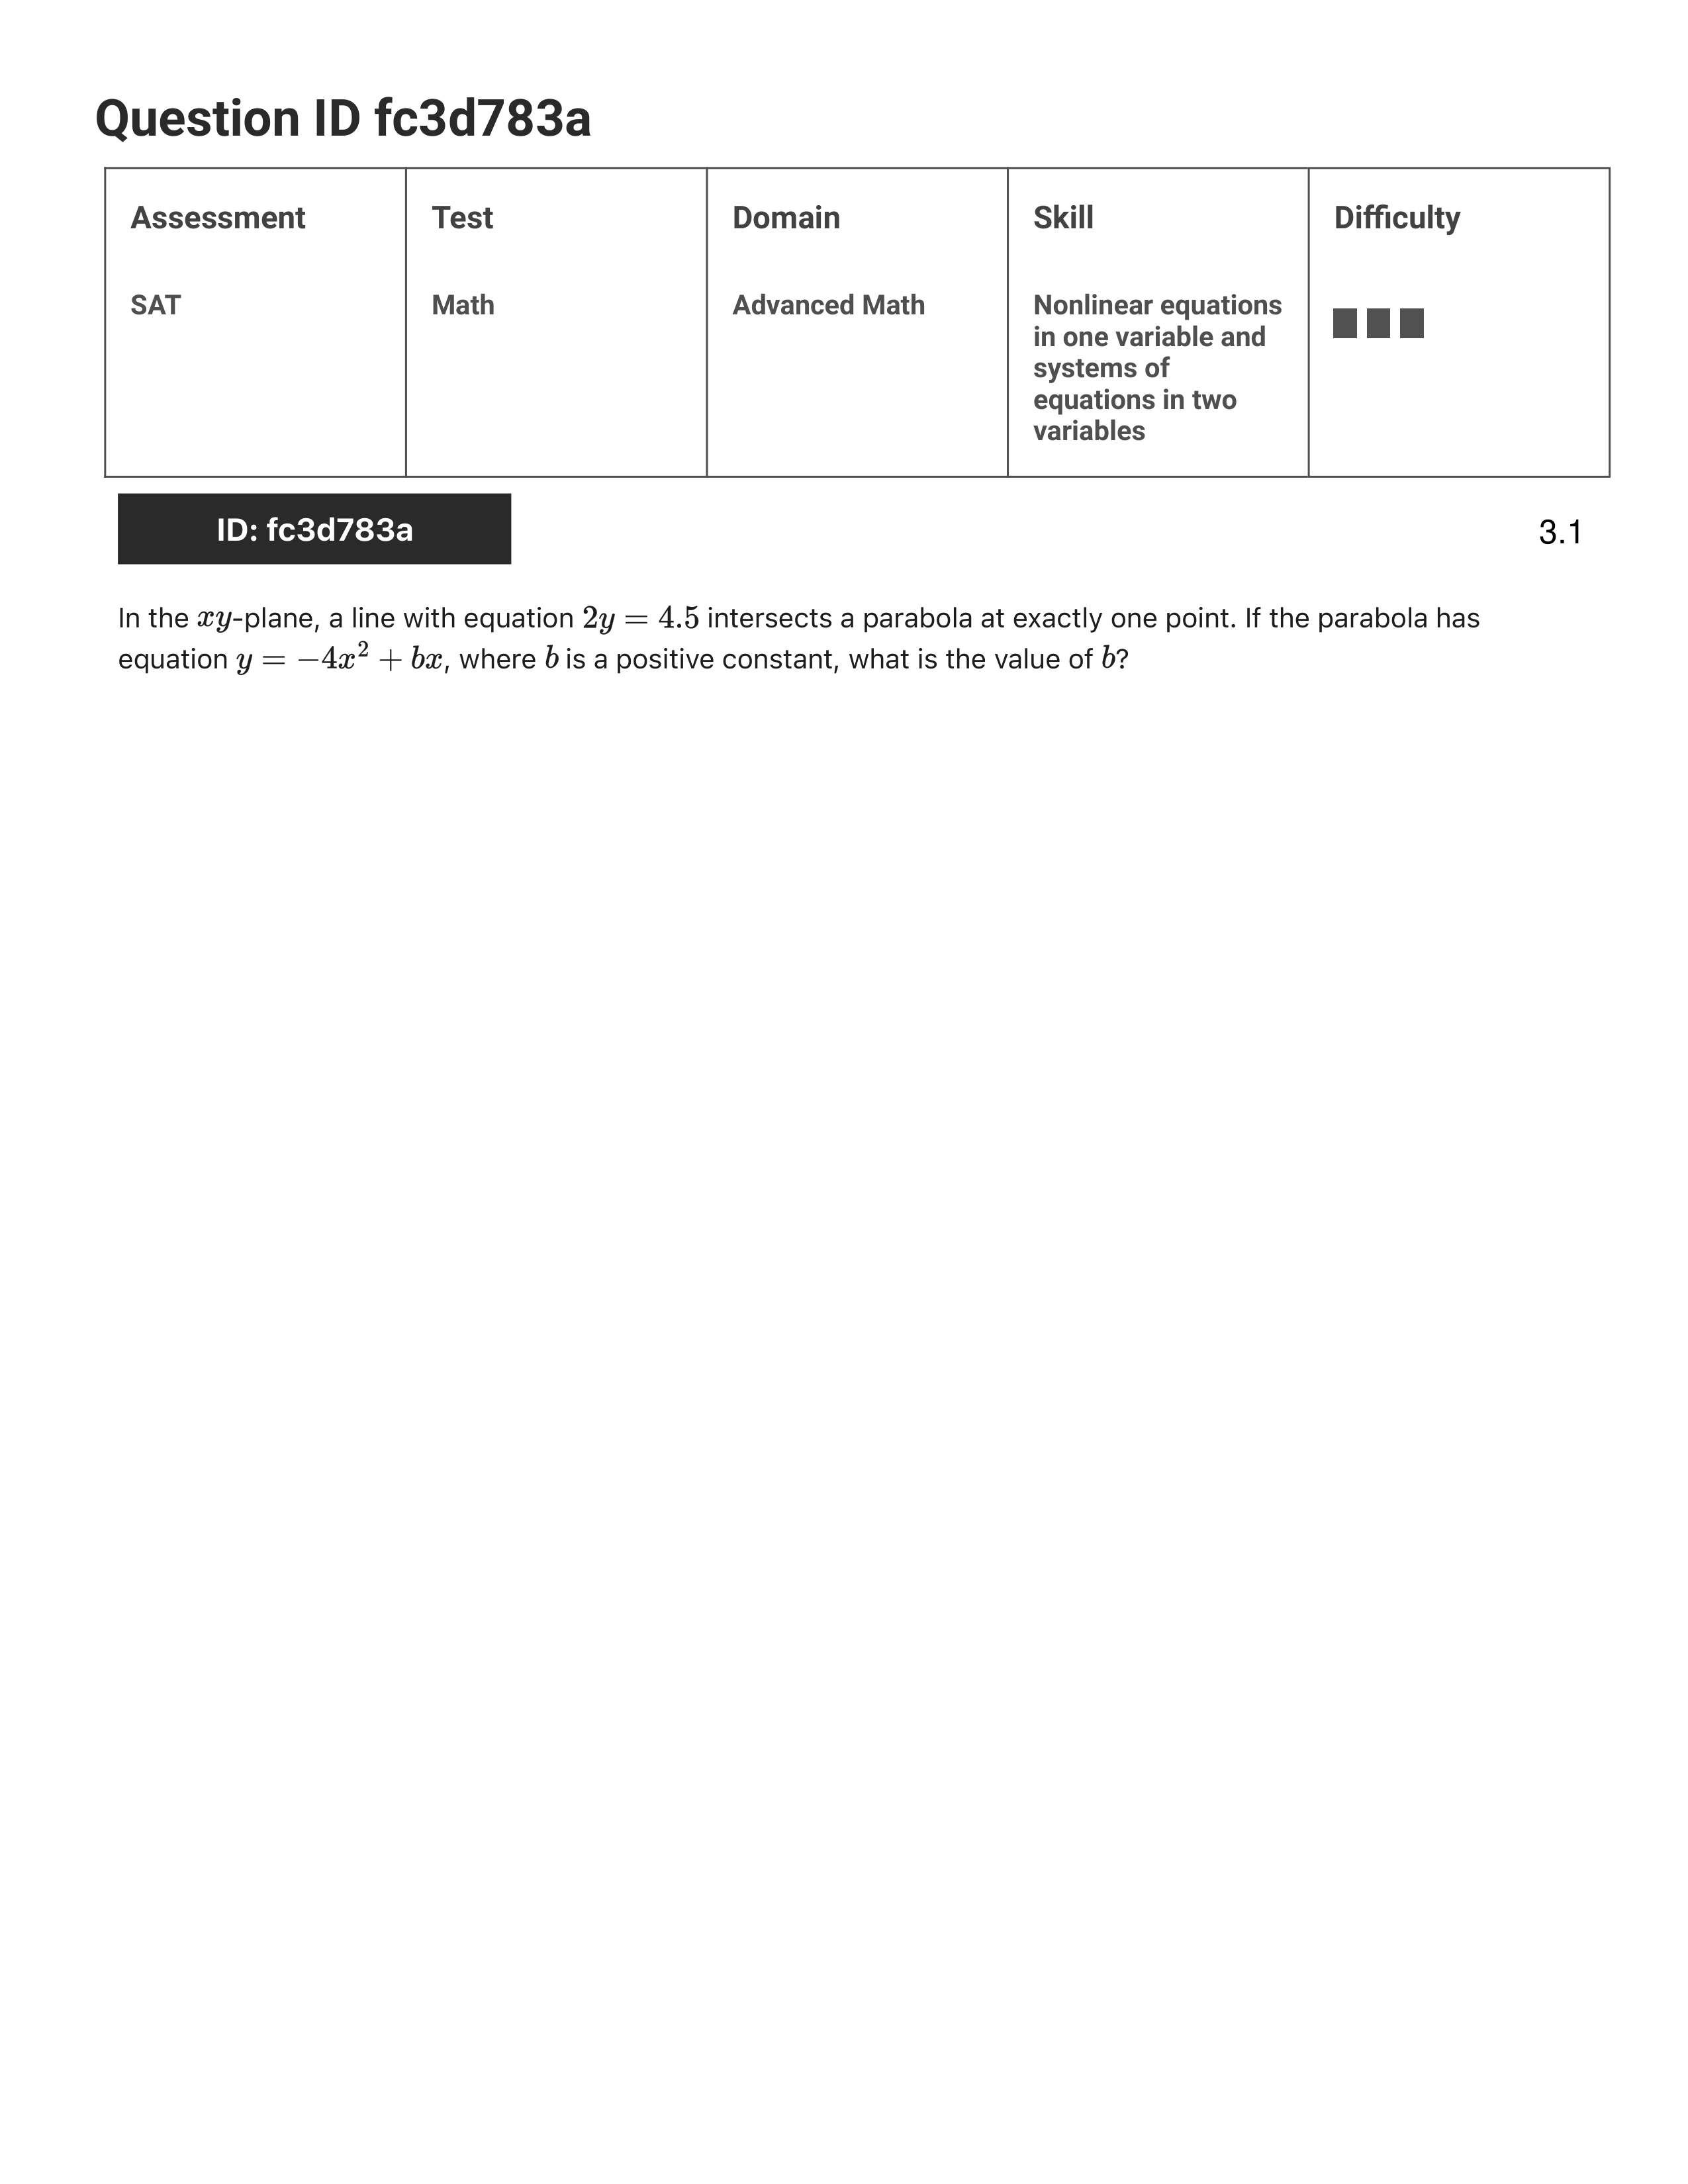 Question ID fc3d783a
Assessment
Test
Domain
Skill
Difficulty
SAT
Math
Advanced Math
Nonlinear equations
in one variable and
systems of
equations in two
variables
ID: fc3d783a
3.1
In the xy-plane, a line with equation 2y = 4.5 intersects a parabola at exactly one point. If the parabola has
equation y = −4x² + bx, where b is a positive constant, what is the value of b?